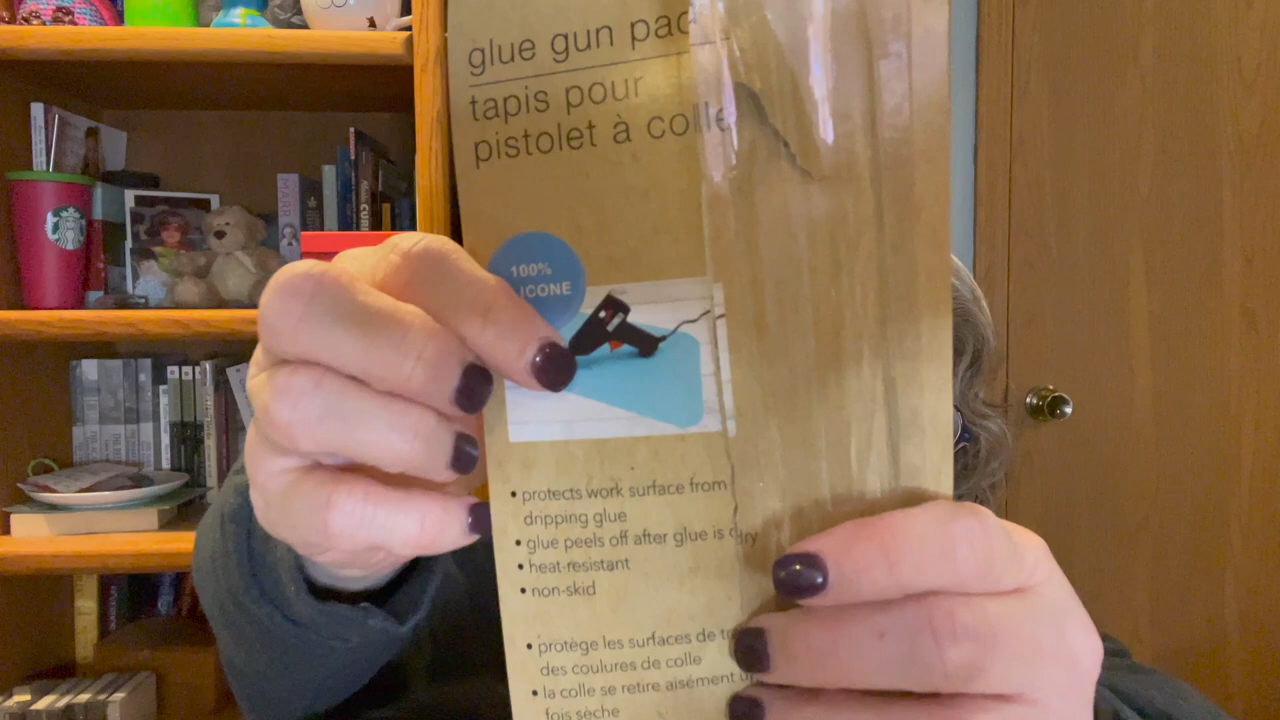 glue gun pad
tapis pour
pistolet à colle
100%
ICONE
• protects work surface from
dripping glue
• glue peels off after glue is dry
• heat-resistant
• non-skid
• protège les surfaces de
des coulures de colle
• la colle se retire aisément
fois sèche
MARR